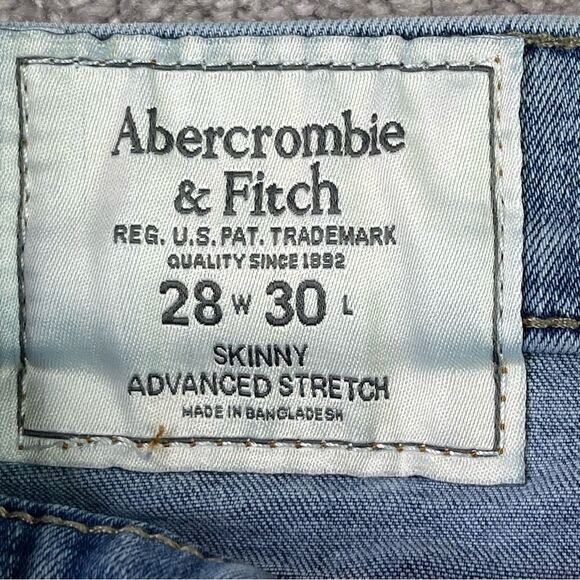 Abercrombie
& Fitch
REG. U.S. PAT. TRADEMARK
QUALITY SINCE 1892
28 W 30 L
SKINNY
ADVANCED STRETCH
MADE IN BANGLADESH